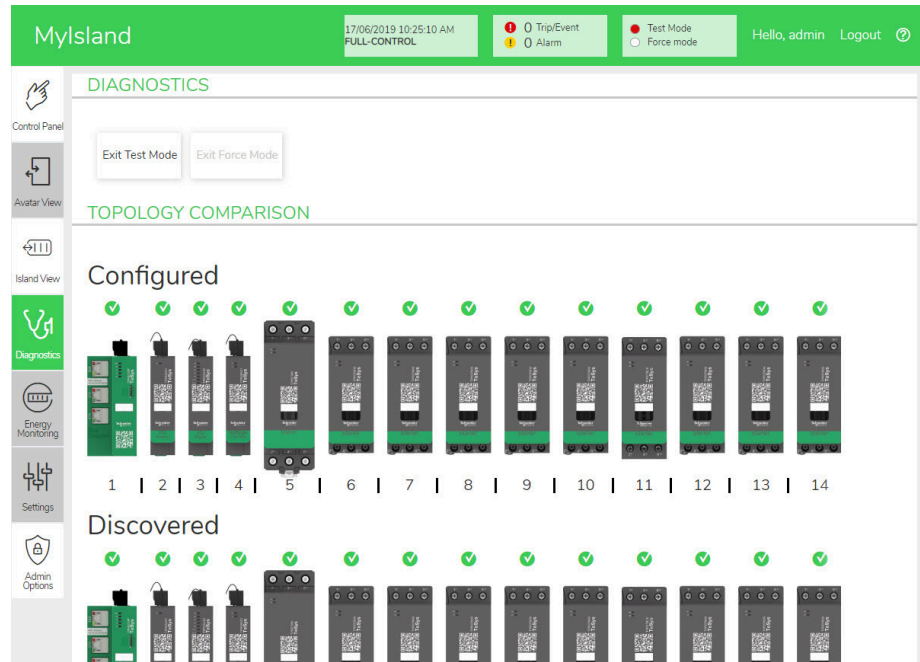 MyIsland
17/06/2019 10:25:10 AM
FULL-CONTROL
0 Trip/Event
0 Alarm
Test Mode
Force mode
Hello, admin
Logout
Control Panel
Avatar View
Island View
Diagnostics
Energy
Monitoring
Settings
Admin
Options
DIAGNOSTICS
Exit Test Mode
Exit Force Mode
TOPOLOGY COMPARISON
Configured
1 | 2 | 3 | 4 | 5 | 6 | 7 | 8 | 9 | 10 | 11 | 12 | 13 | 14
Discovered